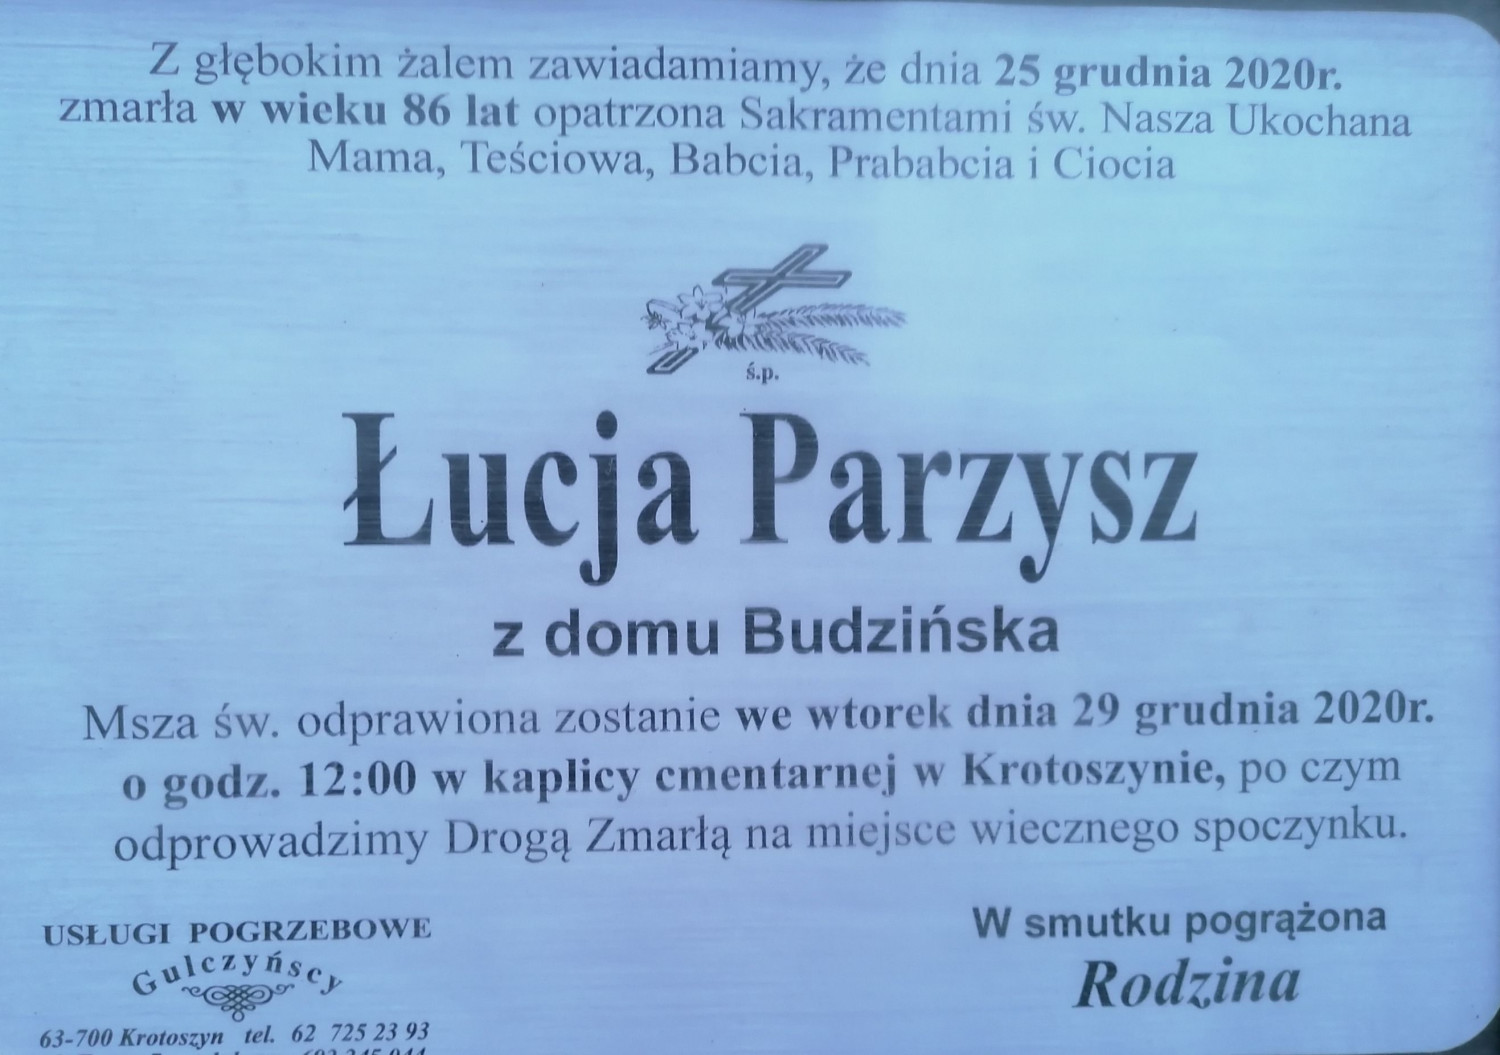 Z głębokim żalem zawiadamiamy, że dnia 25 grudnia 2020r.
zmarła w wieku 86 lat opatrzona Sakramentami św. Nasza Ukochana
Mama, Teściowa, Babcia, Prababcia i Ciocia
ś.p.
Łucja Parzysz
z domu Budzińska
Msza św. odprawiona zostanie we wtorek dnia 29 grudnia 2020r.
o godz. 12:00 w kaplicy cmentarnej w Krotoszynie, po czym
odprowadzimy Drogą Zmarłą na miejsce wiecznego spoczynku.
W smutku pogrążona
Rodzina
USŁUGI POGRZEBOWE
Gulczyńscy
63-700 Krotoszyn tel. 62 725 23 93